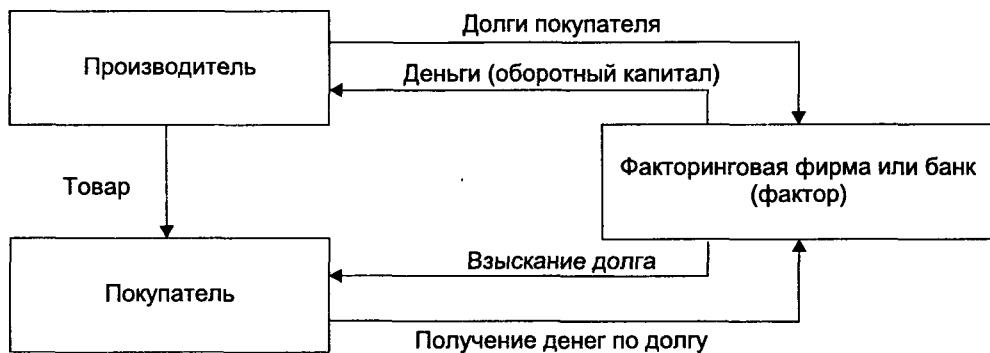 Долги покупателя
Производитель
Деньги (оборотный капитал)
Факторинговая фирма или банк
(фактор)
Товар
Взыскание долга
Покупатель
Получение денег по долгу